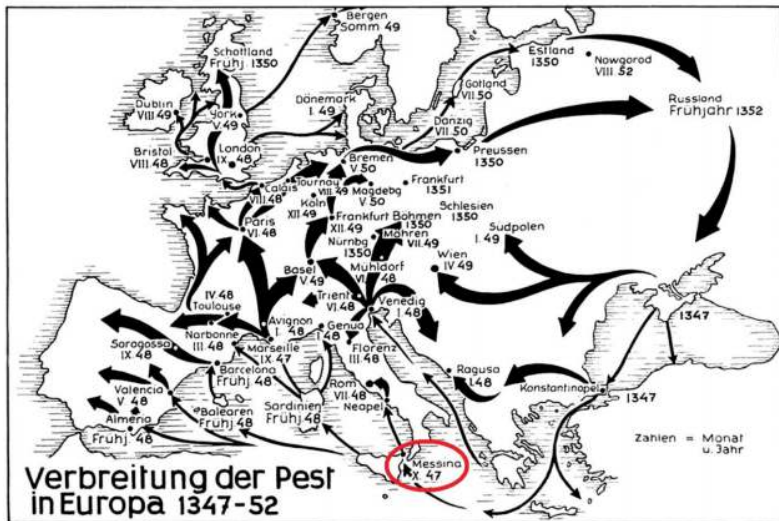 Bergen
Somm 49
Schottland
Frühj. 1350
Estland
1350
Nowgorod
VIII. 52
Gotland
VII. 50
Dublin
VIII 49
York
V. 49
Dänemark
I. 49
Danzig
VII. 50
Russland
Frühjahr 1352
Bristol
VIII. 48
London
IX 48
Bremen
V. 50
Preussen
1350
Calais
VIII. 48
Tournay
VIII. 49
Magdebg
V. 50
Frankfurt
1351
Köln
XII. 49
Schlesien
1350
Paris
VI. 48
Frankfurt
XII. 49
Böhmen
1350
Mähren
VII. 49
Südpolen
I. 49
Nürnbg
1350
Wien
IV 49
Basel
V. 49
Mühldorf
VI. 48
Trient
VI. 48
IV. 48
Toulouse
Avignon
I. 48
Genua
I. 48
Venedig
I. 48
1347
Narbonne
III. 48
Marseille
IX 47
Florenz
III. 48
Saragossa
IX. 48
Barcelona
Frühj. 48
Ragusa
I. 48
Konstantinopel
1347
Rom
VII. 48
Neapel
Valencia
V. 48
Balearen
Frühj. 48
Sardinien
Frühj. 48
Almeria
Frühj. 48
Zahlen = Monat
u. Jahr
Messina
X. 47
Verbreitung der Pest
in Europa 1347-52